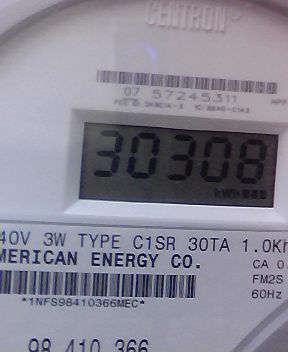 CENTRON
07 57245311
30308
kWh
40V 3W TYPE C1SR 30TA 1.0Kh
MERICAN ENERGY CO.
CA 0
FM2S
60Hz
*1NFS98410366MEC*
98 410 366